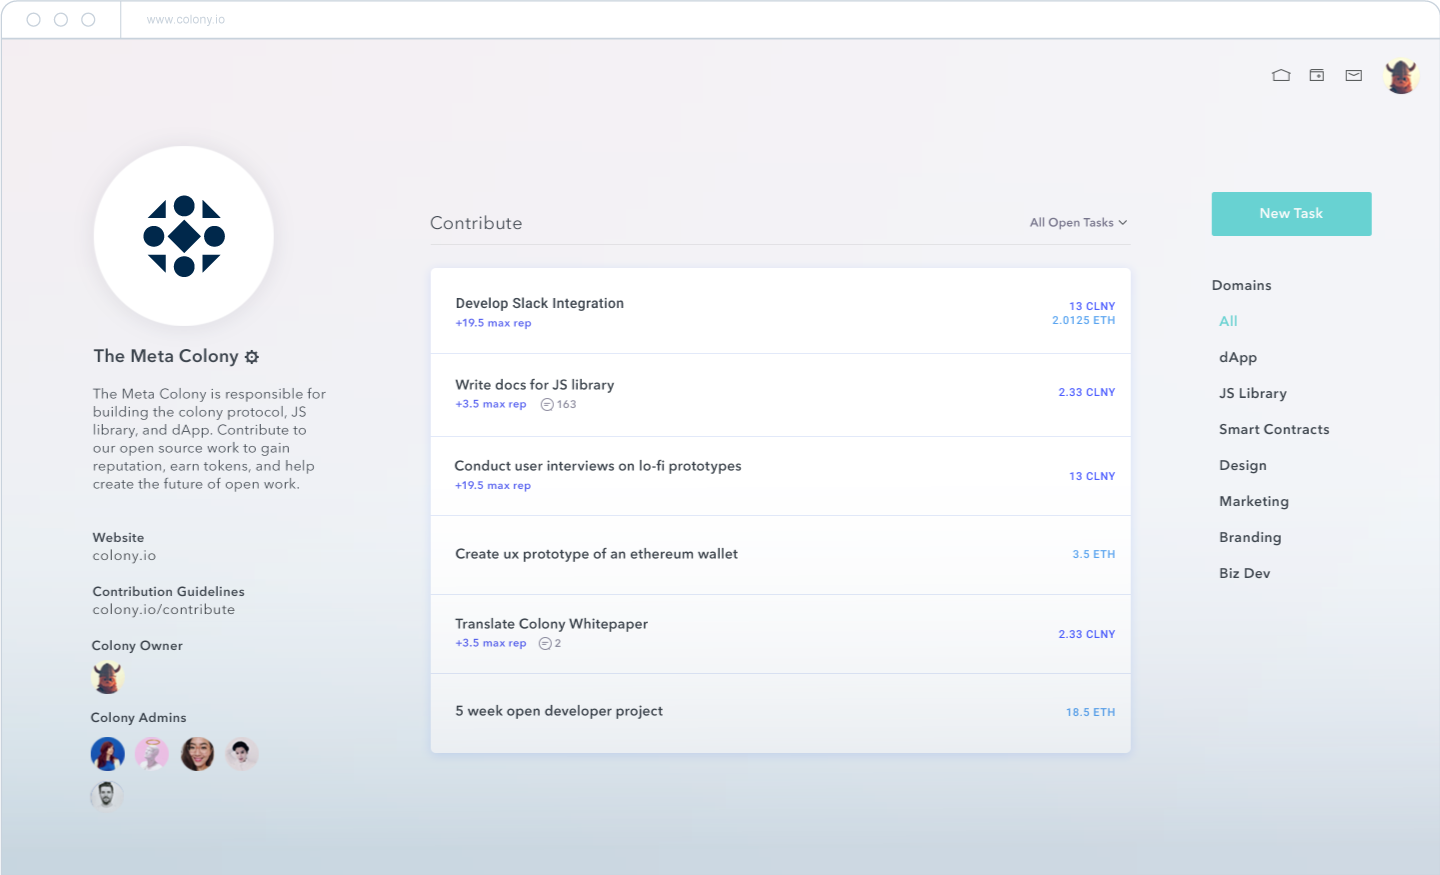 www.colony.io
The Meta Colony
The Meta Colony is responsible for
building the colony protocol, JS
library, and dApp. Contribute to
our open source work to gain
reputation, earn tokens, and help
create the future of open work.
Website
colony.io
Contribution Guidelines
colony.io/contribute
Colony Owner
Colony Admins
Contribute
All Open Tasks
Develop Slack Integration
+19.5 max rep
13 CLNY
2.0125 ETH
Write docs for JS library
+3.5 max rep 163
2.33 CLNY
Conduct user interviews on lo-fi prototypes
+19.5 max rep
13 CLNY
Create ux prototype of an ethereum wallet
3.5 ETH
Translate Colony Whitepaper
+3.5 max rep 2
2.33 CLNY
5 week open developer project
18.5 ETH
New Task
Domains
All
dApp
JS Library
Smart Contracts
Design
Marketing
Branding
Biz Dev